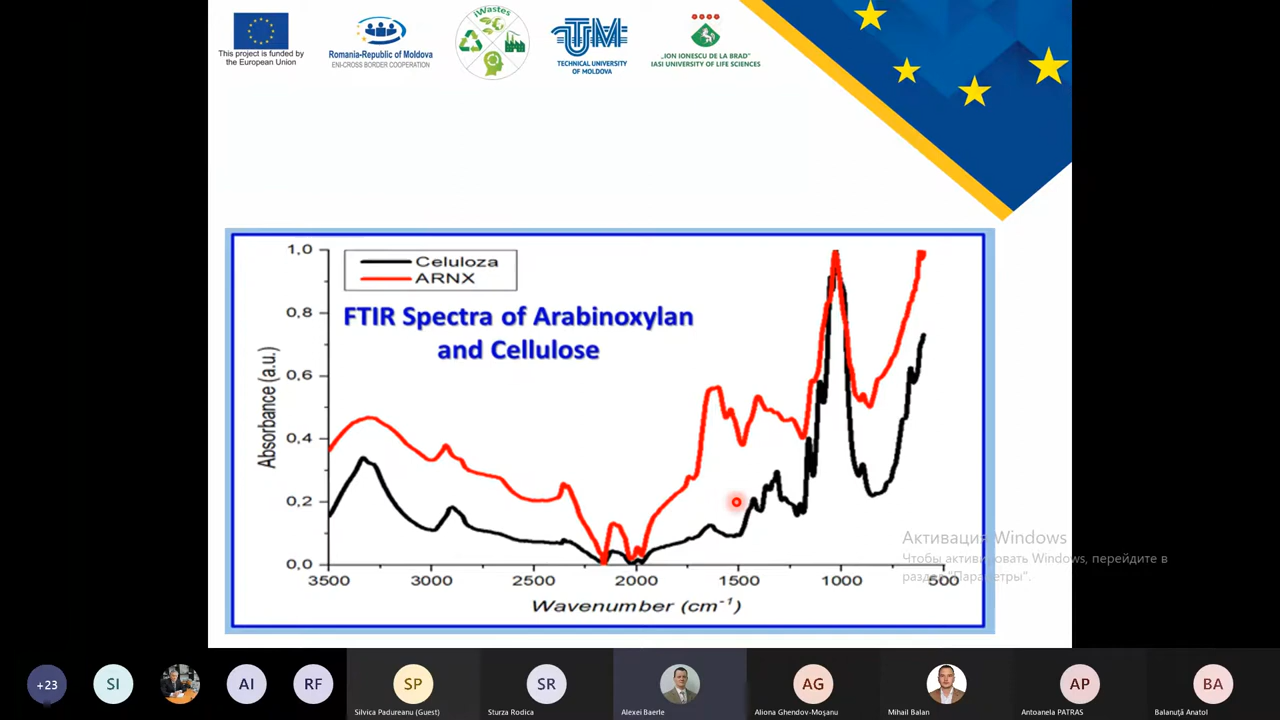 This project is funded by
the European Union
Romania-Republic of Moldova
ENI-CROSS BORDER COOPERATION
iWastes
UTM
TECHNICAL UNIVERSITY
OF MOLDOVA
„ION IONESCU DE LA BRAD”
IASI UNIVERSITY OF LIFE SCIENCES
Celuloza
ARNX
FTIR Spectra of Arabinoxylan
and Cellulose
Absorbance (a.u.)
1,0
0,8
0,6
0,4
0,2
0,0
3500 3000 2500 2000 1500 1000 500
Wavenumber (cm⁻¹)
Активация Windows
Чтобы активировать Windows, перейдите в
раздел "Параметры".
+23 SI AI RF SP SR AG AP BA
Silvica Padureanu (Guest) Sturza Rodica Alexei Baerle Aliona Ghendov-Moşanu Mihail Balan Antoanela PATRAS Balanuţă Anatol